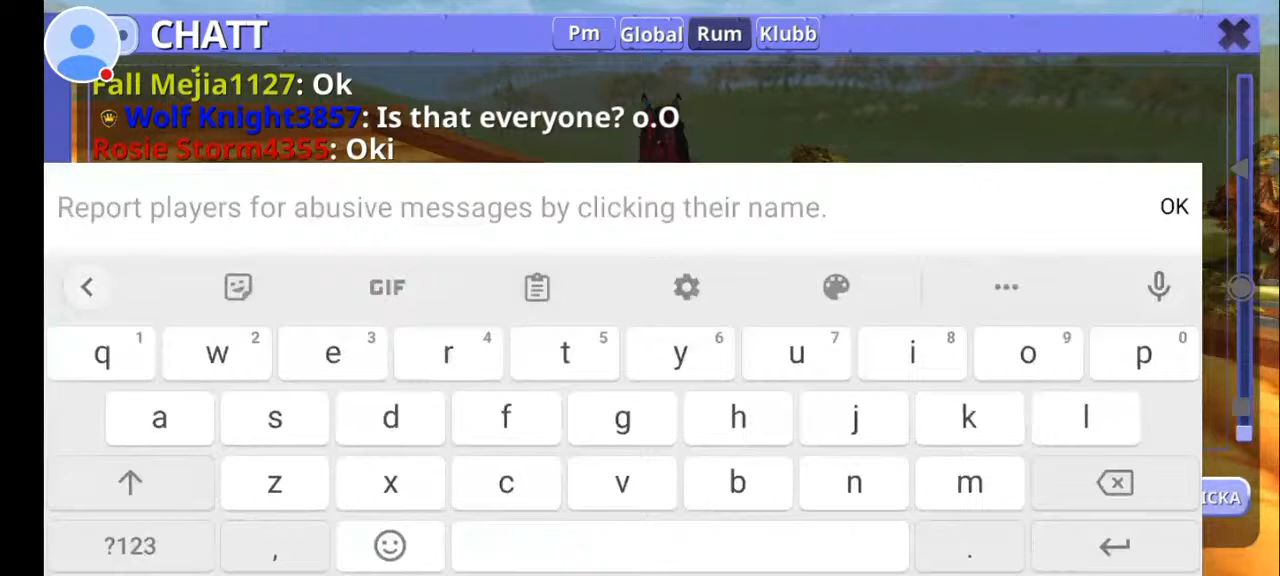 CHATT
Pm Global Rum Klubb
Fall Mejia1127: Ok
Wolf Knight3857: Is that everyone? o.O
Rosie Storm4355: Oki
Report players for abusive messages by clicking their name.
OK
GIF
q 1 w 2 e 3 r 4 t 5 y 6 u 7 i 8 o 9 p 0
a s d f g h j k l
z x c v b n m
ICKA
?123 , .